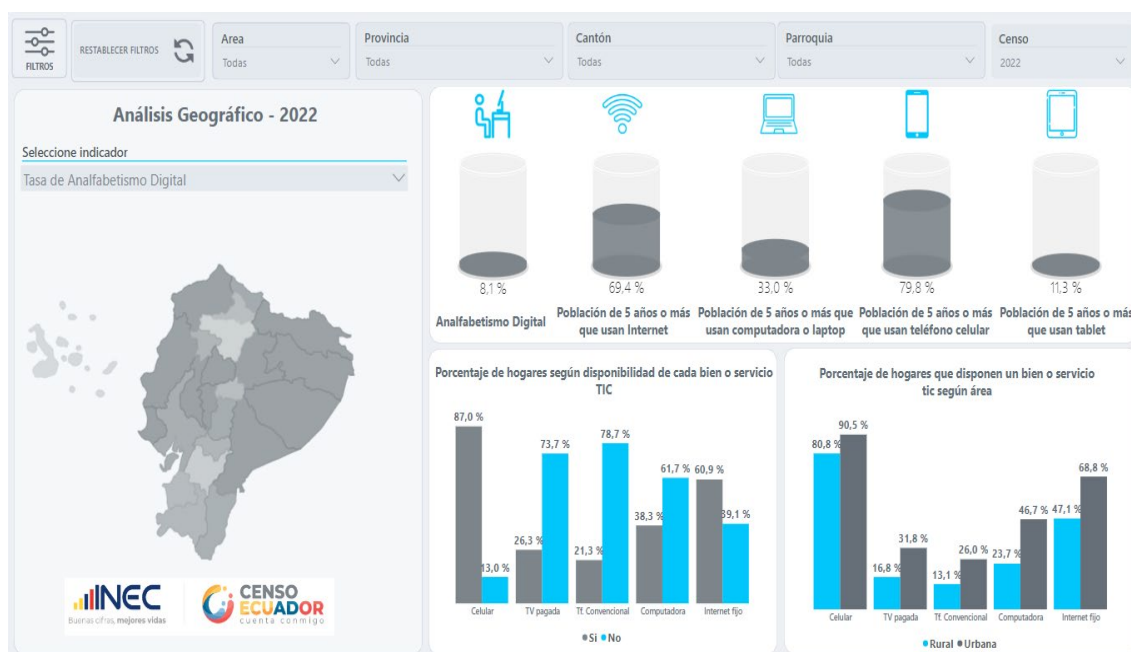 FILTROS
RESTABLECER FILTROS
Area
Todas
Provincia
Todas
Cantón
Todas
Parroquia
Todas
Censo
2022
Análisis Geográfico - 2022
Seleccione indicador
Tasa de Analfabetismo Digital
INEC
Buenas cifras, mejores vidas
CENSO
ECUADOR
cuenta conmigo
8,1 %
69,4 %
33,0 %
79,8 %
11,3 %
Analfabetismo Digital
Población de 5 años o más
que usan Internet
Población de 5 años o más que
usan computadora o laptop
Población de 5 años o más
que usan teléfono celular
Población de 5 años o más
que usan tablet
Porcentaje de hogares según disponibilidad de cada bien o servicio
TIC
87,0 %
13,0 %
26,3 %
73,7 %
21,3 %
78,7 %
38,3 %
61,7 %
60,9 %
39,1 %
Celular
TV pagada
Tf. Convencional
Computadora
Internet fijo
Si No
Porcentaje de hogares que disponen un bien o servicio
tic según área
80,8 %
90,5 %
16,8 %
31,8 %
13,1 %
26,0 %
23,7 %
46,7 %
47,1 %
68,8 %
Celular
TV pagada
Tf. Convencional
Computadora
Internet fijo
Rural Urbana